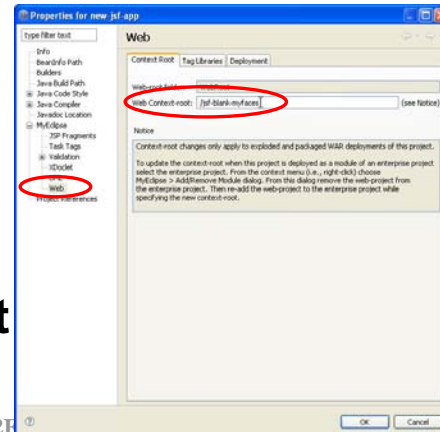 Properties for new-jsf-app
type filter text
Info
BeanInfo Path
Builders
Java Build Path
Java Code Style
Java Compiler
Javadoc Location
MyEclipse
JSP Fragments
Task Tags
Validation
XDoclet
Web
Project References
Web
Context Root
Tag Libraries
Deployment
Web-root folder:
Web Context-root:
/jsf-blank-myfaces
(see Notice)
Notice
Context-root changes only apply to exploded and packaged WAR deployments of this project.
To update the context-root when this project is deployed as a module of an enterprise project
select the enterprise project. From the context menu (i.e., right-click) choose
MyEclipse > Add/Remove Module dialog. From this dialog remove the web-project from
the enterprise project. Then re-add the web-project to the enterprise project while
specifying the new context-root.
OK
Cancel
t